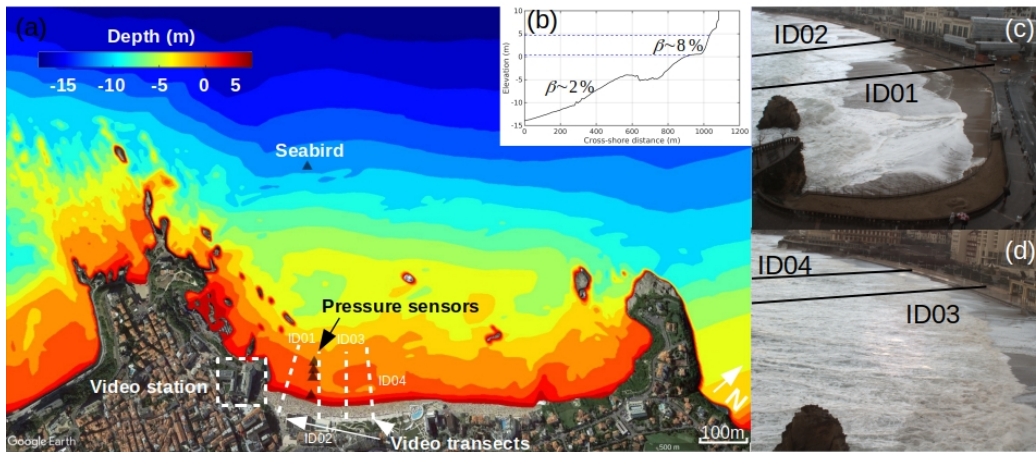 (a)
Depth (m)
-15 -10 -5 0 5
Seabird
Pressure sensors
ID01
ID03
ID04
Video station
ID02
Video transects
N
100m
Google Earth
500 m
(b)
Elevation (m)
10
5
0
-5
-10
-15
β~8 %
β~2 %
0 200 400 600 800 1000 1200
Cross-shore distance (m)
(c)
ID02
ID01
(d)
ID04
ID03